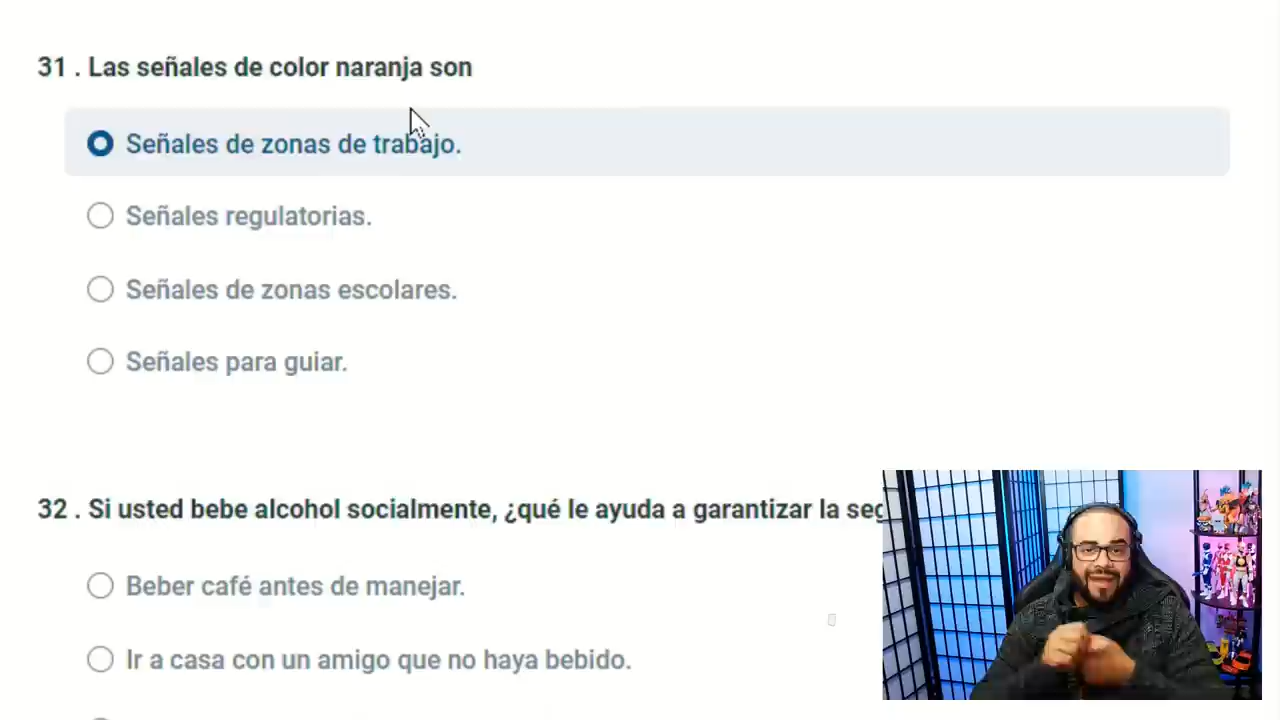 31 . Las señales de color naranja son
Señales de zonas de trabajo.
Señales regulatorias.
Señales de zonas escolares.
Señales para guiar.
32 . Si usted bebe alcohol socialmente, ¿qué le ayuda a garantizar la
Beber café antes de manejar.
Ir a casa con un amigo que no haya bebido.